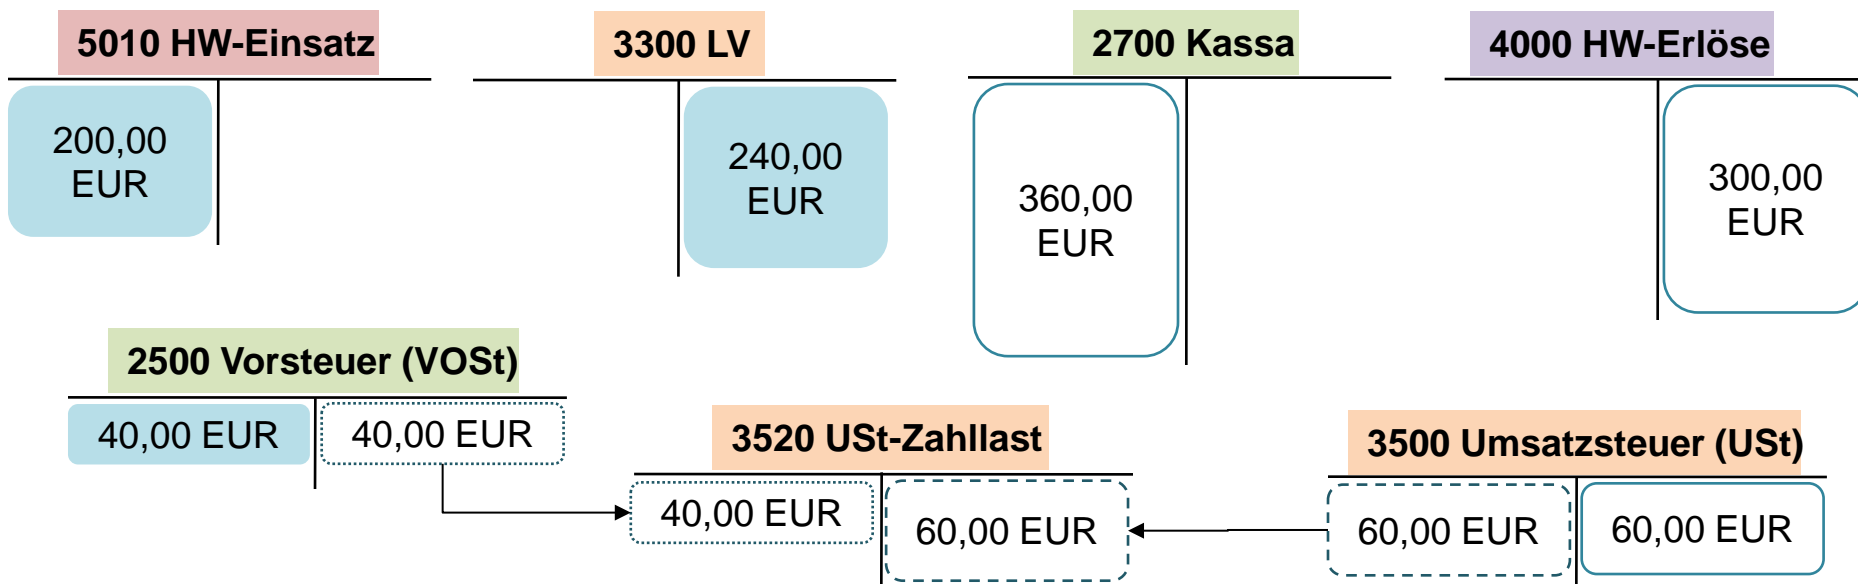 5010 HW-Einsatz
3300 LV
2700 Kassa
4000 HW-Erlöse
200,00
EUR
240,00
EUR
360,00
EUR
300,00
EUR
2500 Vorsteuer (VOSt)
40,00 EUR
40,00 EUR
3520 USt-Zahllast
40,00 EUR
60,00 EUR
3500 Umsatzsteuer (USt)
60,00 EUR
60,00 EUR